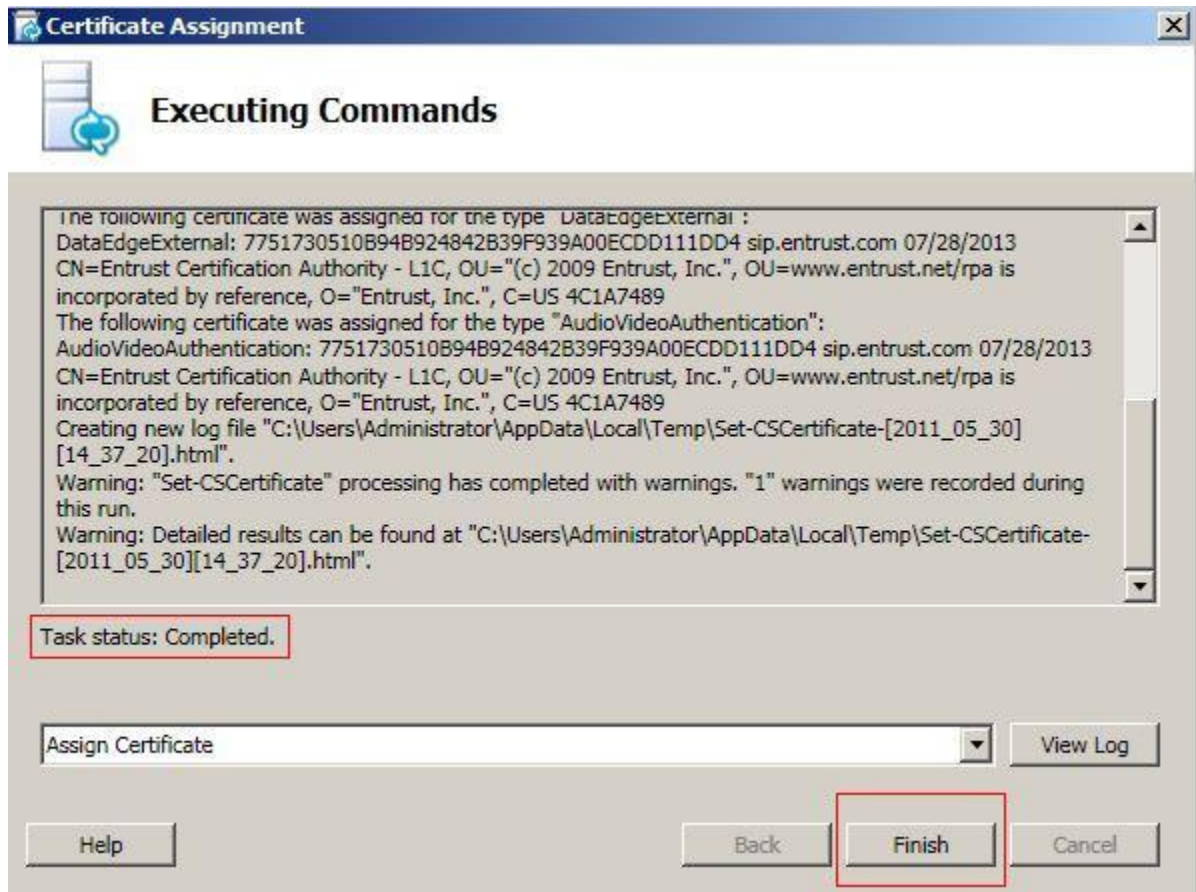 Certificate Assignment
Executing Commands
The following certificate was assigned for the type "DataEdgeExternal":
DataEdgeExternal: 7751730510B94B924842B39F939A00ECDD111DD4 sip.entrust.com 07/28/2013
CN=Entrust Certification Authority - L1C, OU="(c) 2009 Entrust, Inc.", OU=www.entrust.net/rpa is
incorporated by reference, O="Entrust, Inc.", C=US 4C1A7489
The following certificate was assigned for the type "AudioVideoAuthentication":
AudioVideoAuthentication: 7751730510B94B924842B39F939A00ECDD111DD4 sip.entrust.com 07/28/2013
CN=Entrust Certification Authority - L1C, OU="(c) 2009 Entrust, Inc.", OU=www.entrust.net/rpa is
incorporated by reference, O="Entrust, Inc.", C=US 4C1A7489
Creating new log file "C:\Users\Administrator\AppData\Local\Temp\Set-CSCertificate-[2011_05_30]
[14_37_20].html".
Warning: "Set-CSCertificate" processing has completed with warnings. "1" warnings were recorded during
this run.
Warning: Detailed results can be found at "C:\Users\Administrator\AppData\Local\Temp\Set-CSCertificate-
[2011_05_30][14_37_20].html".
Task status: Completed.
Assign Certificate
View Log
Help
Back
Finish
Cancel